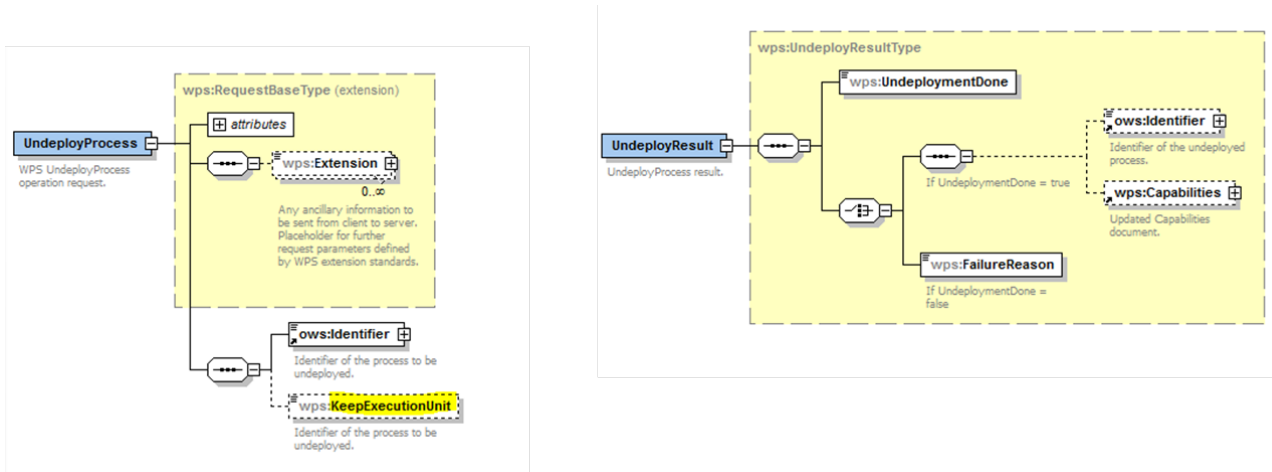 wps:RequestBaseType (extension)
attributes
UndeployProcess
WPS UndeployProcess
operation request.
wps:Extension
0..∞
Any ancillary information to
be sent from client to server.
Placeholder for further
request parameters defined
by WPS extension standards.
ows:Identifier
Identifier of the process to be
undeployed.
wps:KeepExecutionUnit
Identifier of the process to be
undeployed.
wps:UndeployResultType
wps:UndeploymentDone
UndeployResult
UndeployProcess result.
If UndeploymentDone = true
ows:Identifier
Identifier of the undeployed
process.
wps:Capabilities
Updated Capabilities
document.
wps:FailureReason
If UndeploymentDone =
false